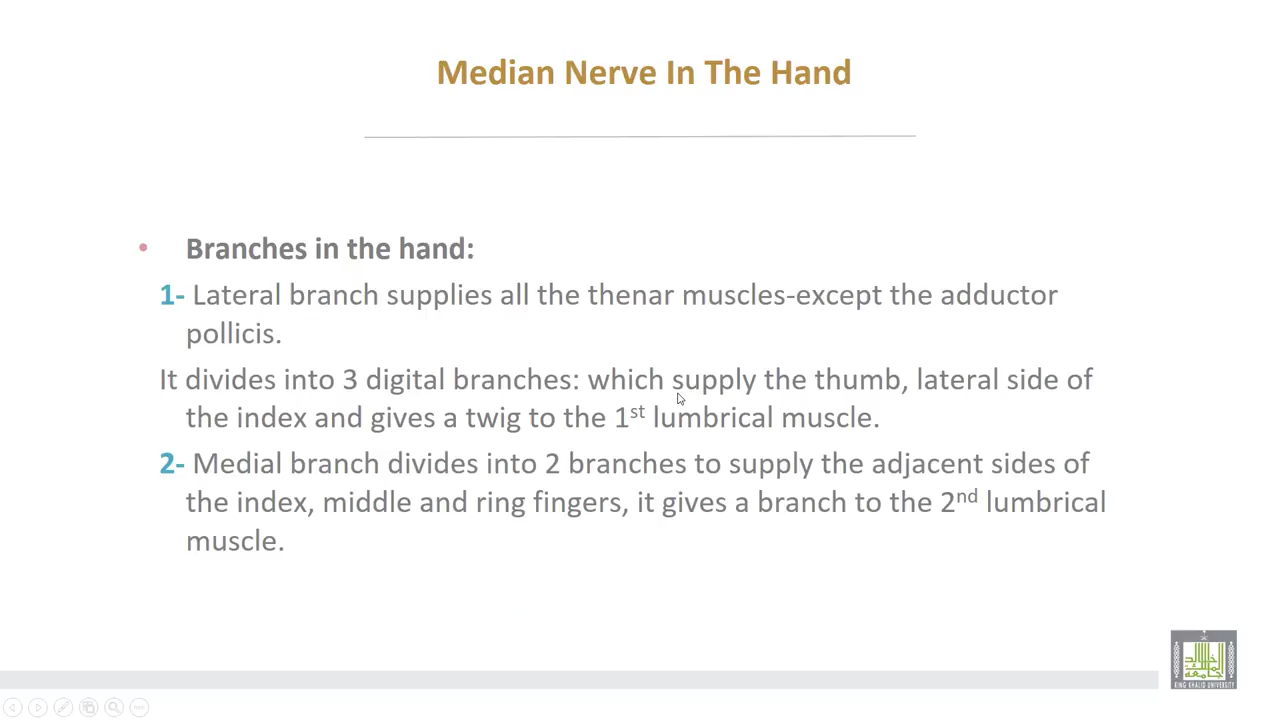 Median Nerve In The Hand
• Branches in the hand:
1- Lateral branch supplies all the thenar muscles-except the adductor
pollicis.
It divides into 3 digital branches: which supply the thumb, lateral side of
the index and gives a twig to the 1st lumbrical muscle.
2- Medial branch divides into 2 branches to supply the adjacent sides of
the index, middle and ring fingers, it gives a branch to the 2nd lumbrical
muscle.
KING KHALID UNIVERSITY